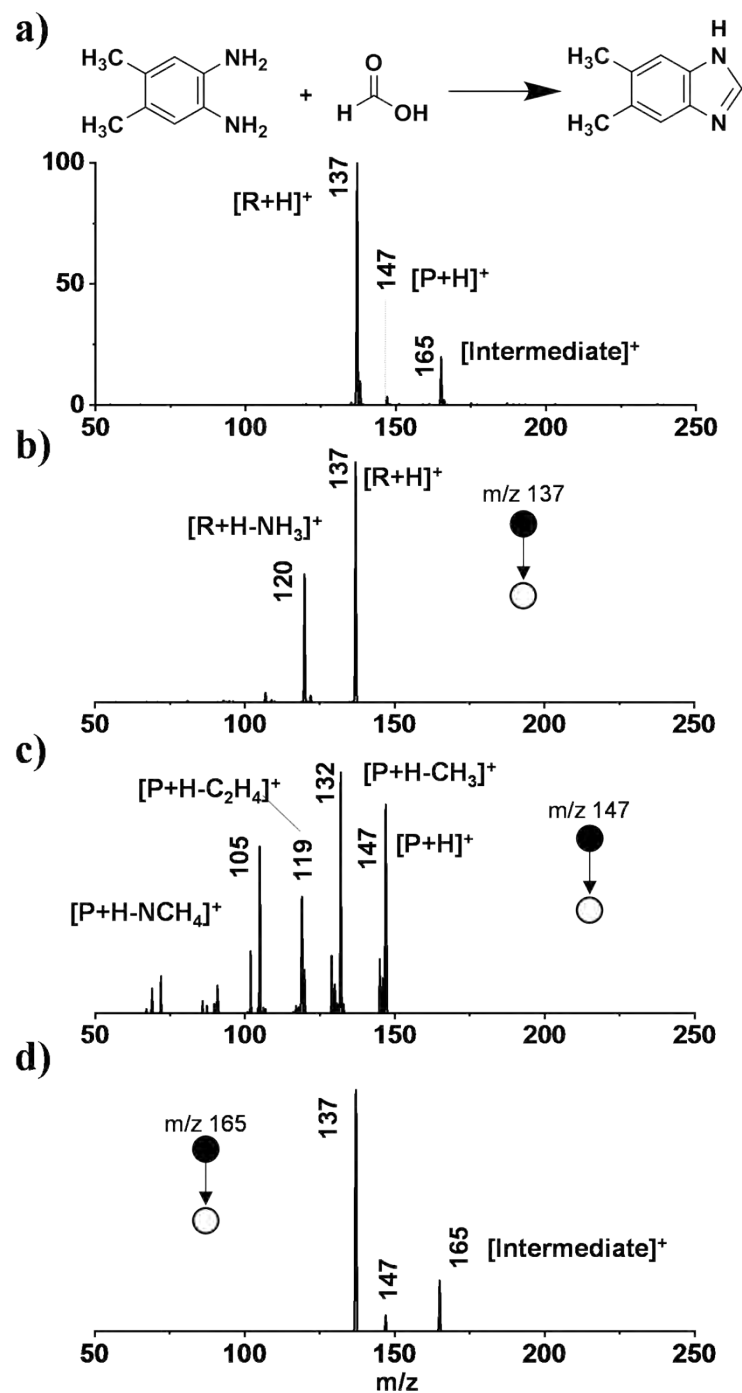 a)
H₃C NH₂ + O H OH H₃C NH₂
H H₃C N H₃C N
100 137 [R+H]⁺
147 [P+H]⁺
50
165 [Intermediate]⁺
0
50 100 150 200 250
b)
137 [R+H]⁺
m/z 137
[R+H-NH₃]⁺
120
50 100 150 200 250
c)
132 [P+H-CH₃]⁺
[P+H-C₂H₄]⁺
m/z 147
105 119 147 [P+H]⁺
[P+H-NCH₄]⁺
50 100 150 200 250
d)
137
m/z 165
165 [Intermediate]⁺
147
50 100 150 200 250
m/z